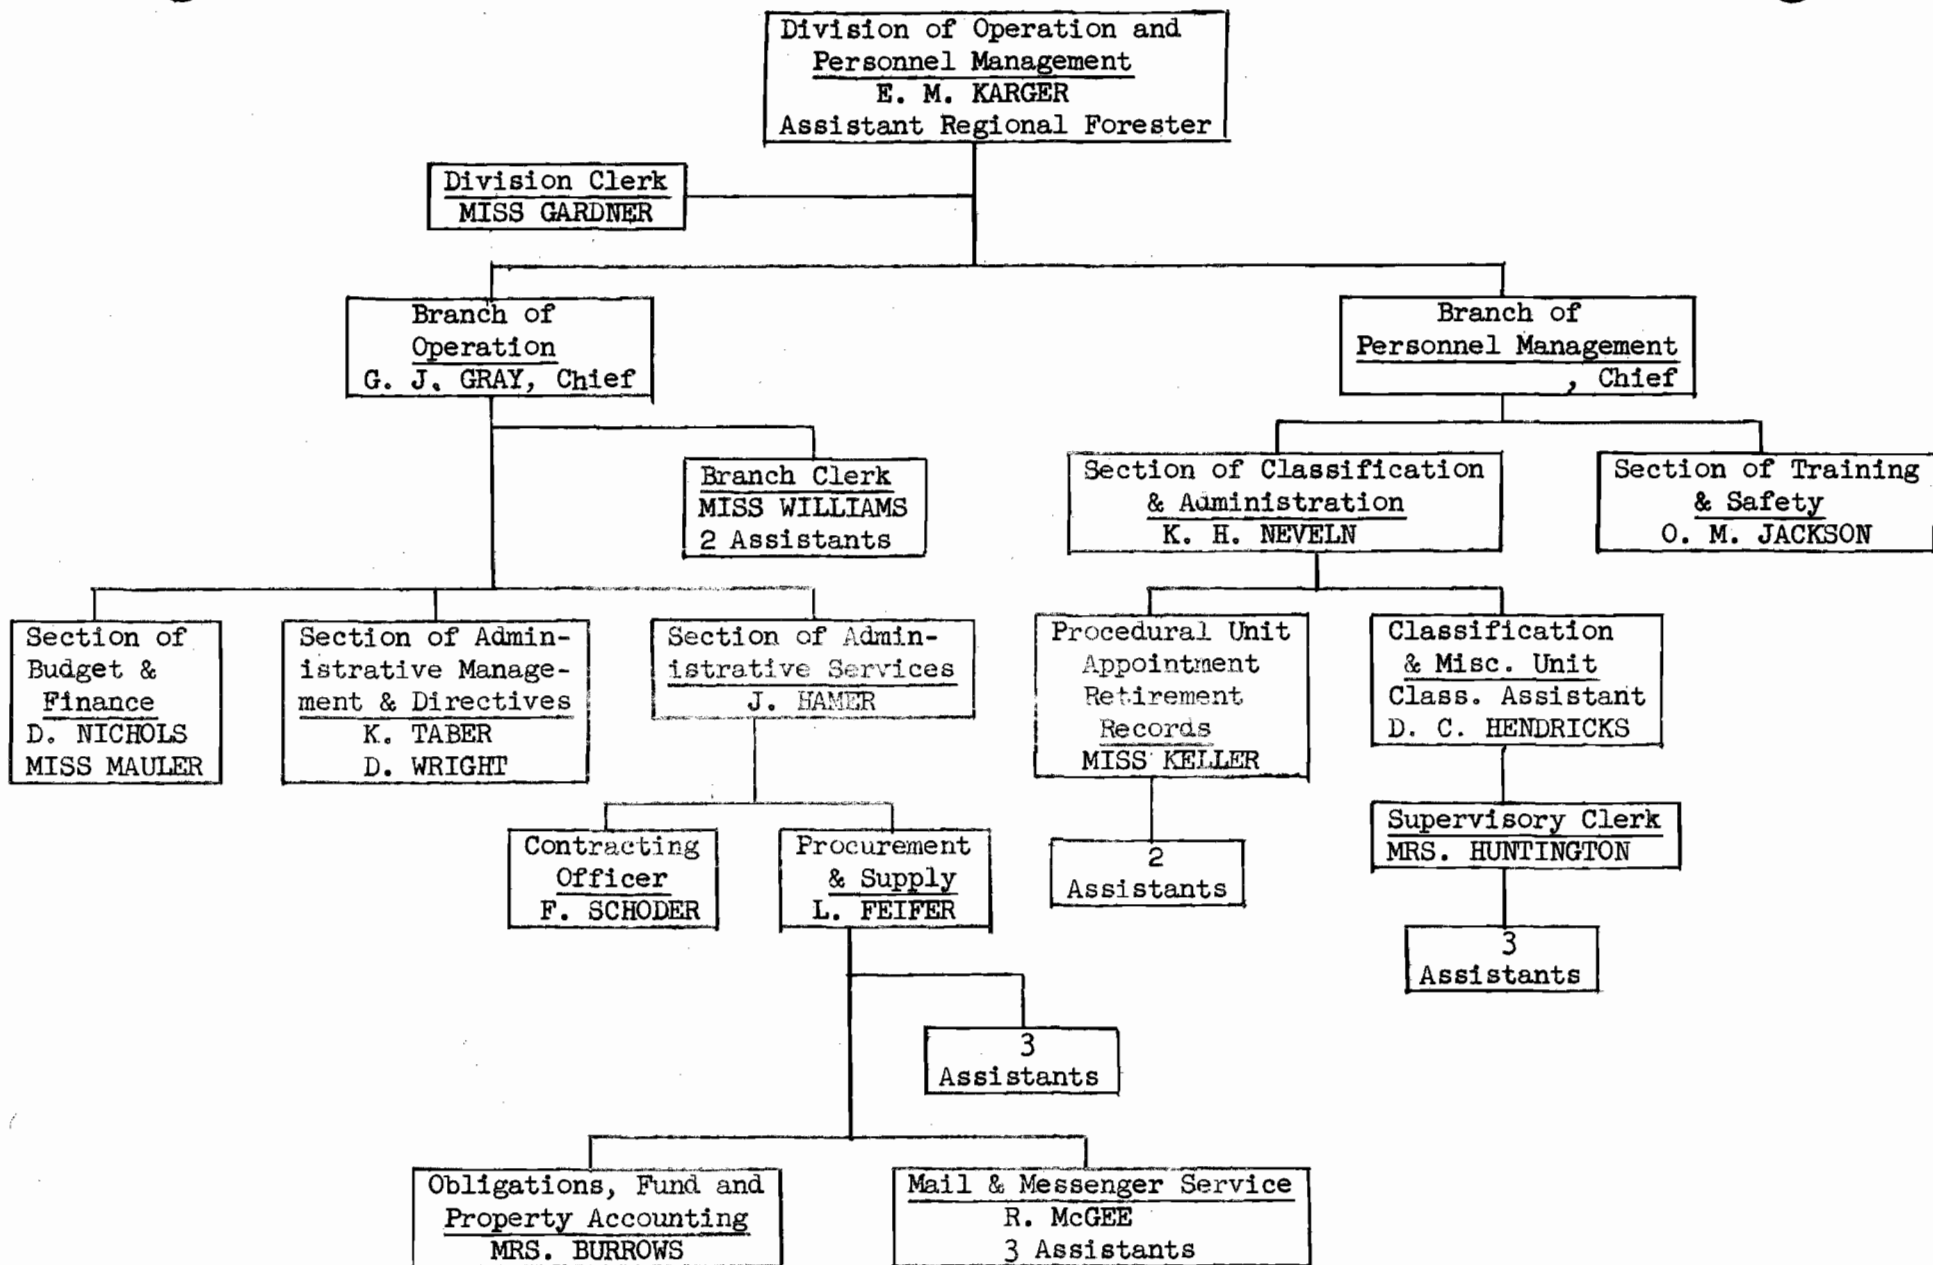 Division of Operation and
Personnel Management
E. M. KARGER
Assistant Regional Forester
Division Clerk
MISS GARDNER
Branch of
Operation
G. J. GRAY, Chief
Branch of
Personnel Management
, Chief
Branch Clerk
MISS WILLIAMS
2 Assistants
Section of Classification
& Administration
K. H. NEVELN
Section of Training
& Safety
O. M. JACKSON
Section of
Budget &
Finance
D. NICHOLS
MISS MAULER
Section of Admin-
istrative Manage-
ment & Directives
K. TABER
D. WRIGHT
Section of Admin-
istrative Services
J. HAMER
Procedural Unit
Appointment
Retirement
Records
MISS KELLER
Classification
& Misc. Unit
Class. Assistant
D. C. HENDRICKS
Contracting
Officer
F. SCHODER
Procurement
& Supply
L. FEIFER
2
Assistants
Supervisory Clerk
MRS. HUNTINGTON
3
Assistants
3
Assistants
Obligations, Fund and
Property Accounting
MRS. BURROWS
Mail & Messenger Service
R. McGEE
3 Assistants